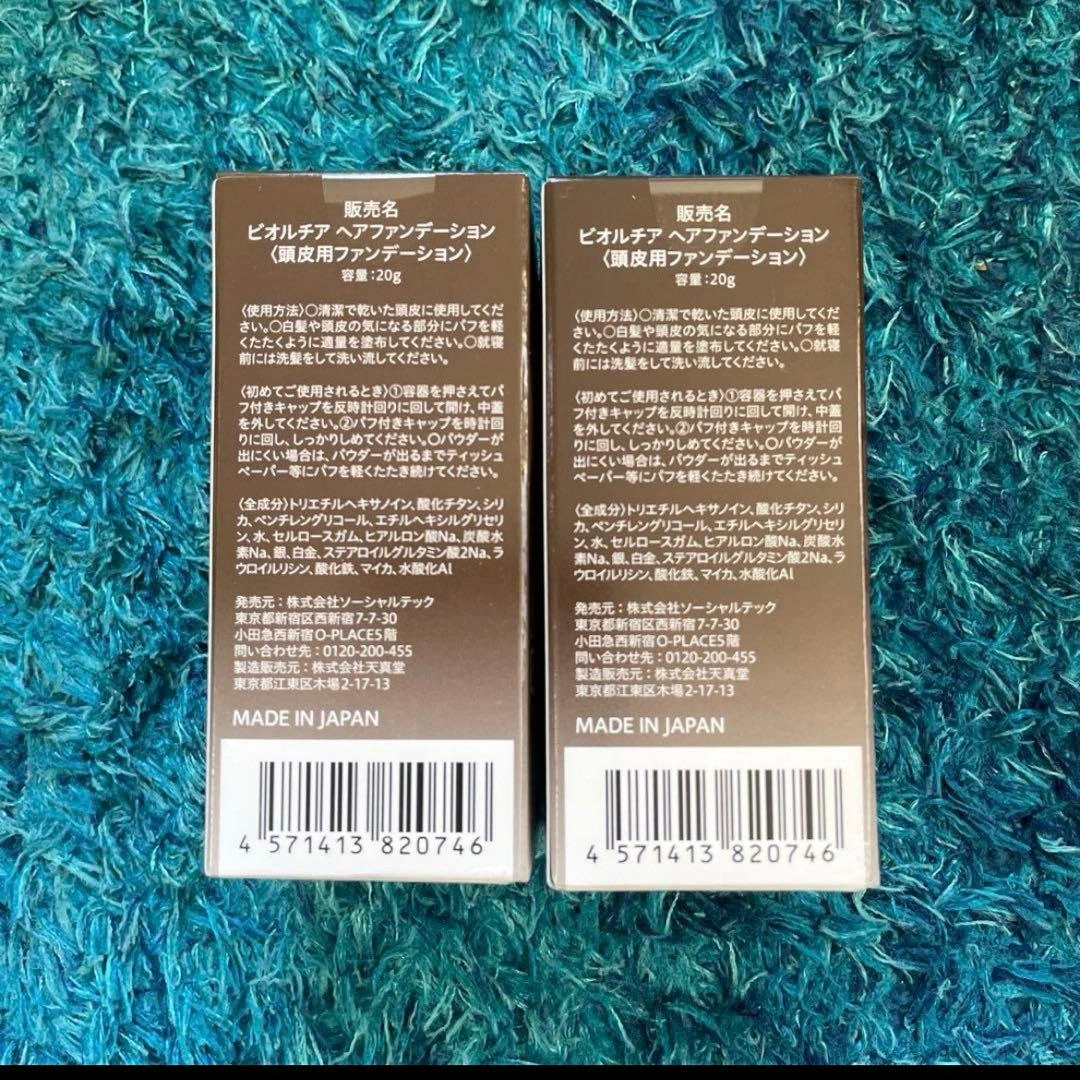 販売名
ビオルチア ヘアファンデーション
〈頭皮用ファンデーション〉
容量:20g
〈使用方法〉〇清潔で乾いた頭皮に使用してくだ
さい。〇白髪や頭皮の気になる部分にパフを軽
くたたくように適量を塗布してください。〇就寝
前には洗髪をして洗い流してください。
〈初めてご使用されるとき〉①容器を押さえてパ
フ付きキャップを反時計回りに回して開け、中蓋
を外してください。②パフ付きキャップを時計回
りに回し、しっかりしめてください。〇パウダーが
出にくい場合は、パウダーが出るまでティッシュ
ペーパー等にパフを軽くたたき続けてください。
〈全成分〉トリエチルヘキサノイン、酸化チタン、シリ
カ、ペンチレングリコール、エチルヘキシルグリセリ
ン、水、セルロースガム、ヒアルロン酸Na、炭酸水
素Na、銀、白金、ステアロイルグルタミン酸2Na、ラ
ウロイルリシン、酸化鉄、マイカ、水酸化Al
発売元:株式会社ソーシャルテック
東京都新宿区西新宿7-7-30
小田急西新宿O-PLACE5階
問い合わせ先:0120-200-455
製造販売元:株式会社天真堂
東京都江東区木場2-17-13
MADE IN JAPAN
4 571413 820746
販売名
ビオルチア ヘアファンデーション
〈頭皮用ファンデーション〉
容量:20g
〈使用方法〉〇清潔で乾いた頭皮に使用してくだ
さい。〇白髪や頭皮の気になる部分にパフを軽
くたたくように適量を塗布してください。〇就寝
前には洗髪をして洗い流してください。
〈初めてご使用されるとき〉①容器を押さえてパ
フ付きキャップを反時計回りに回して開け、中蓋
を外してください。②パフ付きキャップを時計回
りに回し、しっかりしめてください。〇パウダーが
出にくい場合は、パウダーが出るまでティッシュ
ペーパー等にパフを軽くたたき続けてください。
〈全成分〉トリエチルヘキサノイン、酸化チタン、シリ
カ、ペンチレングリコール、エチルヘキシルグリセリ
ン、水、セルロースガム、ヒアルロン酸Na、炭酸水
素Na、銀、白金、ステアロイルグルタミン酸2Na、ラ
ウロイルリシン、酸化鉄、マイカ、水酸化Al
発売元:株式会社ソーシャルテック
東京都新宿区西新宿7-7-30
小田急西新宿O-PLACE5階
問い合わせ先:0120-200-455
製造販売元:株式会社天真堂
東京都江東区木場2-17-13
MADE IN JAPAN
4 571413 820746